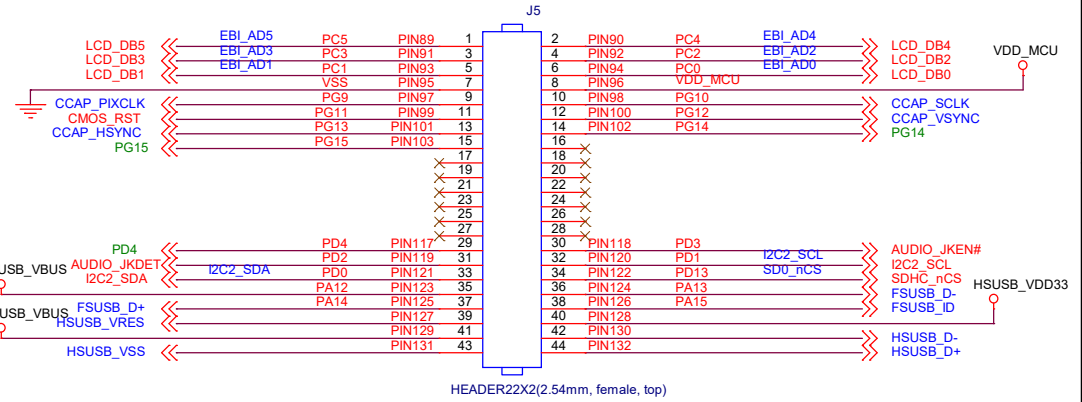 J5
LCD_DB5 EBI_AD5 PC5 PIN89 1 2 PIN90 PC4 EBI_AD4 LCD_DB4
LCD_DB3 EBI_AD3 PC3 PIN91 3 4 PIN92 PC2 EBI_AD2 LCD_DB2
LCD_DB1 EBI_AD1 PC1 PIN93 5 6 PIN94 PC0 EBI_AD0 LCD_DB0
VSS PIN95 7 8 PIN96 VDD_MCU VDD_MCU
CCAP_PIXCLK PG9 PIN97 9 10 PIN98 PG10 CCAP_SCLK
CMOS_RST PG11 PIN99 11 12 PIN100 PG12 CCAP_VSYNC
CCAP_HSYNC PG13 PIN101 13 14 PIN102 PG14 PG14
PG15 PG15 PIN103 15 16
17 18
19 20
21 22
23 24
25 26
27 28
PD4 PD4 PIN117 29 30 PIN118 PD3 AUDIO_JKEN#
AUDIO_JKDET PD2 PIN119 31 32 PIN120 PD1 I2C2_SCL I2C2_SCL
I2C2_SDA I2C2_SDA PD0 PIN121 33 34 PIN122 PD13 SD0_nCS SDHC_nCS
USB_VBUS PA12 PIN123 35 36 PIN124 PA13 FSUSB_D-
FSUSB_D+ PA14 PIN125 37 38 PIN126 PA15 FSUSB_ID
HSUSB_VRES PIN127 39 40 PIN128 HSUSB_VDD33
USB_VBUS PIN129 41 42 PIN130 HSUSB_D-
HSUSB_VSS PIN131 43 44 PIN132 HSUSB_D+
HEADER22X2(2.54mm, female, top)